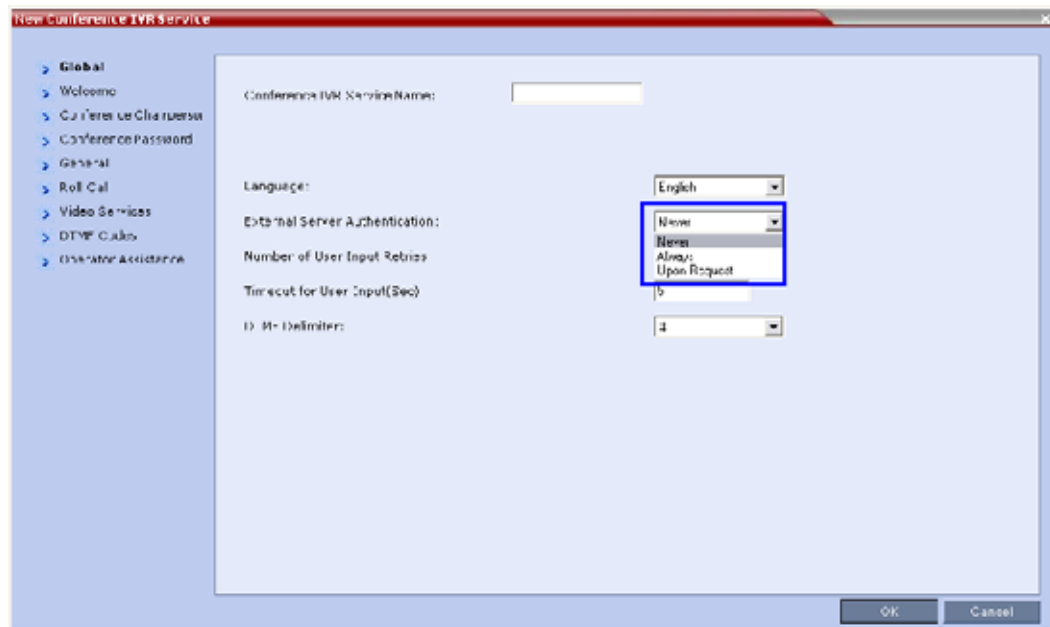 New Conference IVR Service
Global
Welcome
Conference Chairperson
Conference Password
General
Roll Call
Video Services
DTMF Codes
Operator Assistance
Conference IVR Service Name:
Language:
English
External Server Authentication:
Never
Never
Always
Upon Request
Number of User Input Retries
Timeout for User Input(Sec)
5
DTMF Delimiter:
#
OK
Cancel